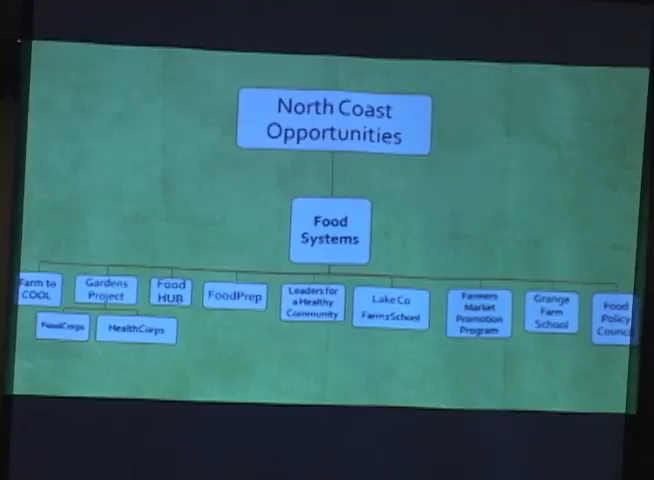 North Coast
Opportunities
Food
Systems
Farm to
COOL
Gardens
Project
Food
HUB
FoodPrep
Leaders for
a Healthy
Community
Lake Co
Farm2School
Farmers
Market
Promotion
Program
Grange
Farm
School
Food
Policy
Council
FoodCorps
HealthCorps